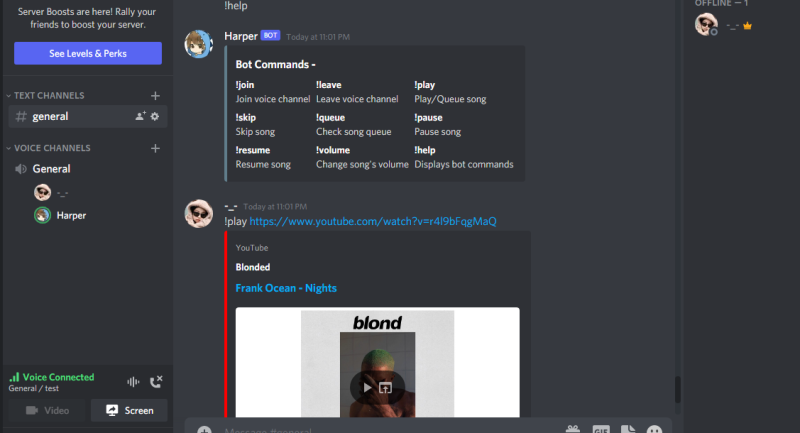 Server Boosts are here! Rally your
friends to boost your server.
See Levels & Perks
TEXT CHANNELS
general
VOICE CHANNELS
General
-_-
Harper
Voice Connected
General / test
Video
Screen
!help
Harper BOT Today at 11:01 PM
Bot Commands -
!join !leave !play
Join voice channel Leave voice channel Play/Queue song
!skip !queue !pause
Skip song Check song queue Pause song
!resume !volume !help
Resume song Change song's volume Displays bot commands
-_- Today at 11:01 PM
!play https://www.youtube.com/watch?v=r4l9bFqgMaQ
YouTube
Blonded
Frank Ocean - Nights
blond
Message #general
GIF
OFFLINE — 1
-_-